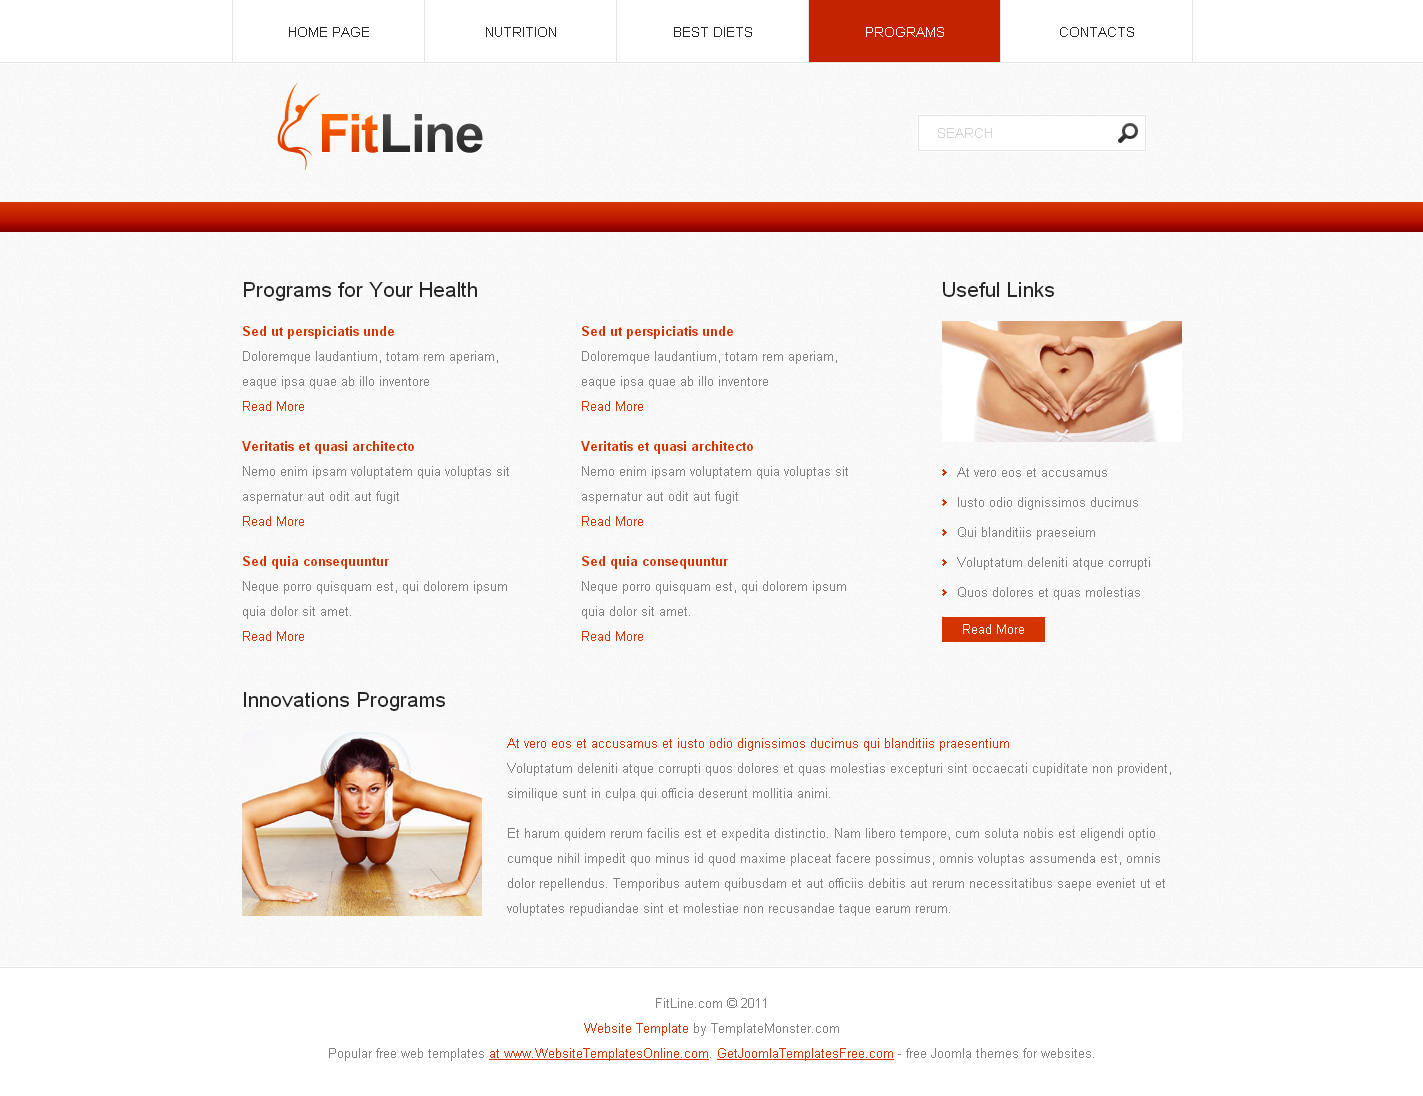 HOME PAGE
NUTRITION
BEST DIETS
PROGRAMS
CONTACTS
FitLine
SEARCH
Programs for Your Health
Sed ut perspiciatis unde
Doloremque laudantium, totam rem aperiam,
eaque ipsa quae ab illo inventore
Read More
Veritatis et quasi architecto
Nemo enim ipsam voluptatem quia voluptas sit
aspernatur aut odit aut fugit
Read More
Sed quia consequuntur
Neque porro quisquam est, qui dolorem ipsum
quia dolor sit amet.
Read More
Sed ut perspiciatis unde
Doloremque laudantium, totam rem aperiam,
eaque ipsa quae ab illo inventore
Read More
Veritatis et quasi architecto
Nemo enim ipsam voluptatem quia voluptas sit
aspernatur aut odit aut fugit
Read More
Sed quia consequuntur
Neque porro quisquam est, qui dolorem ipsum
quia dolor sit amet.
Read More
Useful Links
At vero eos et accusamus
Iusto odio dignissimos ducimus
Qui blanditiis praeseium
Voluptatum deleniti atque corrupti
Quos dolores et quas molestias
Read More
Innovations Programs
At vero eos et accusamus et iusto odio dignissimos ducimus qui blanditiis praesentium
Voluptatum deleniti atque corrupti quos dolores et quas molestias excepturi sint occaecati cupiditate non provident,
similique sunt in culpa qui officia deserunt mollitia animi.
Et harum quidem rerum facilis est et expedita distinctio. Nam libero tempore, cum soluta nobis est eligendi optio
cumque nihil impedit quo minus id quod maxime placeat facere possimus, omnis voluptas assumenda est, omnis
dolor repellendus. Temporibus autem quibusdam et aut officiis debitis aut rerum necessitatibus saepe eveniet ut et
voluptates repudiandae sint et molestiae non recusandae taque earum rerum.
FitLine.com © 2011
Website Template by TemplateMonster.com
Popular free web templates at www.WebsiteTemplatesOnline.com. GetJoomlaTemplatesFree.com - free Joomla themes for websites.